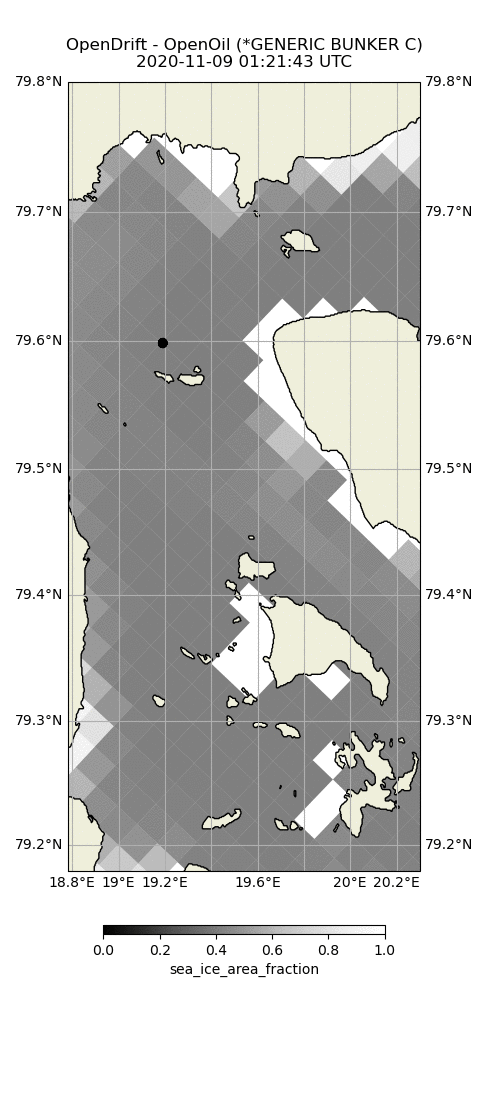 OpenDrift - OpenOil (*GENERIC BUNKER C)
2020-11-09 01:21:43 UTC
79.8°N 79.8°N
79.7°N 79.7°N
79.6°N 79.6°N
79.5°N 79.5°N
79.4°N 79.4°N
79.3°N 79.3°N
79.2°N 79.2°N
18.8°E 19°E 19.2°E 19.6°E 20°E 20.2°E
0.0 0.2 0.4 0.6 0.8 1.0
sea_ice_area_fraction